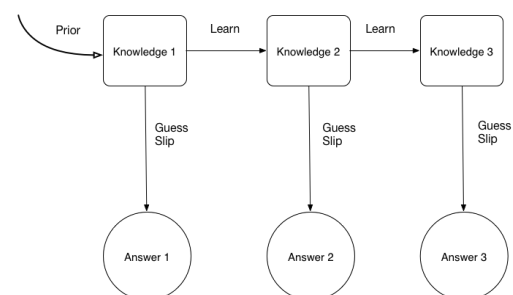 Prior
Learn
Learn
Knowledge 1
Knowledge 2
Knowledge 3
Guess
Slip
Guess
Slip
Guess
Slip
Answer 1
Answer 2
Answer 3